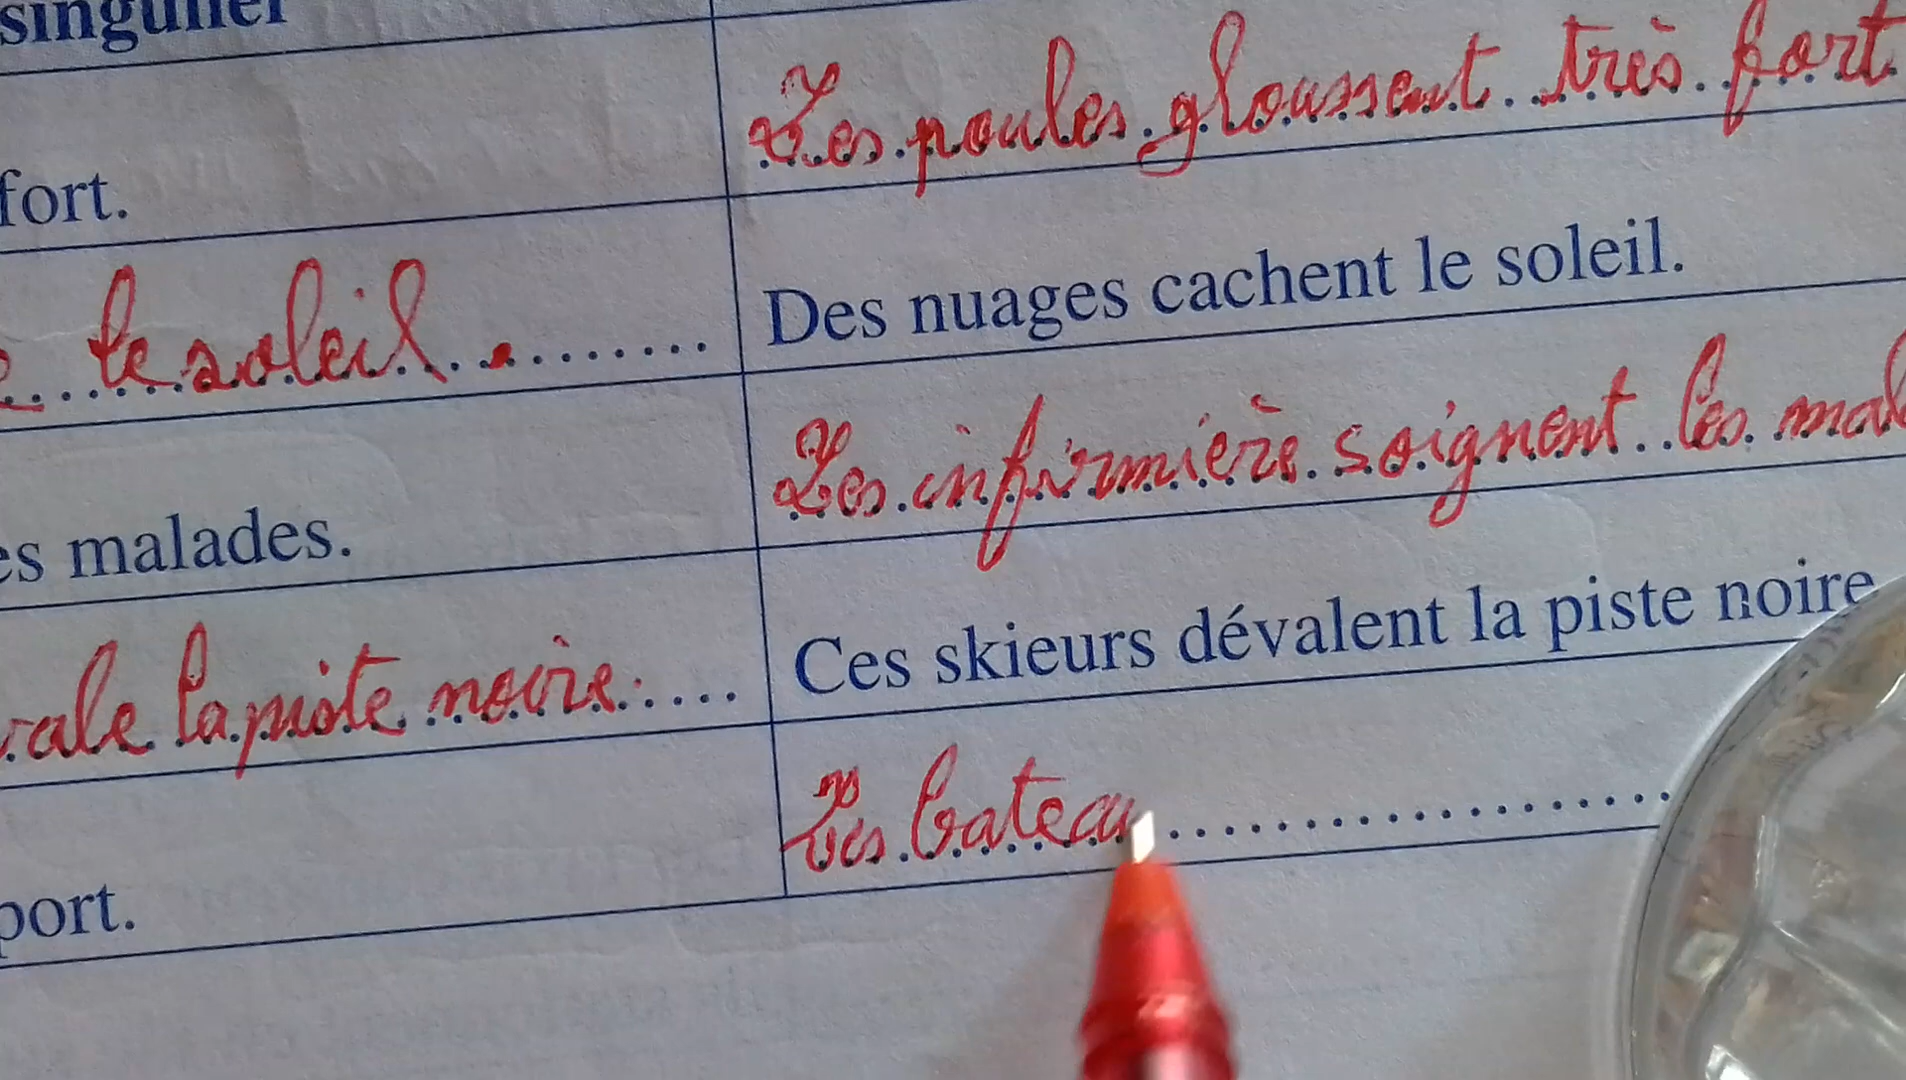 singulier
Les poules gloussent très fort
fort.
le soleil.
Des nuages cachent le soleil.
Les infirmière soignent les mal
es malades.
vale la piste noire.
Ces skieurs dévalent la piste noire
Les bateau
port.